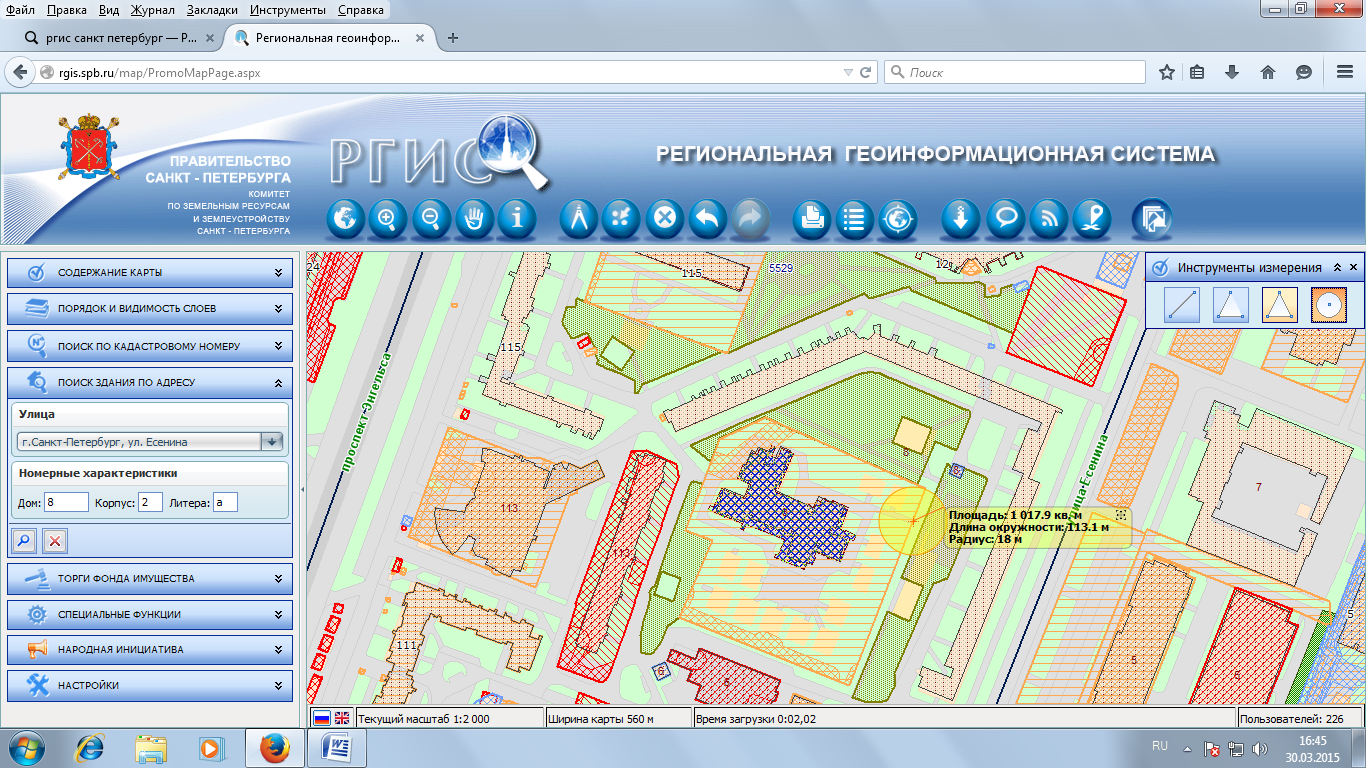 Файл Правка Вид Журнал Закладки Инструменты Справка
ргис санкт петербург — P...
Региональная геоинфор...
rgis.spb.ru/map/PromoMapPage.aspx
Поиск
ПРАВИТЕЛЬСТВО
САНКТ - ПЕТЕРБУРГА
КОМИТЕТ
ПО ЗЕМЕЛЬНЫМ РЕСУРСАМ
И ЗЕМЛЕУСТРОЙСТВУ
САНКТ - ПЕТЕРБУРГА
РГИС
РЕГИОНАЛЬНАЯ ГЕОИНФОРМАЦИОННАЯ СИСТЕМА
СОДЕРЖАНИЕ КАРТЫ
ПОРЯДОК И ВИДИМОСТЬ СЛОЕВ
ПОИСК ПО КАДАСТРОВОМУ НОМЕРУ
ПОИСК ЗДАНИЯ ПО АДРЕСУ
Улица
г.Санкт-Петербург, ул. Есенина
Номерные характеристики
Дом: 8 Корпус: 2 Литера: а
ТОРГИ ФОНДА ИМУЩЕСТВА
СПЕЦИАЛЬНЫЕ ФУНКЦИИ
НАРОДНАЯ ИНИЦИАТИВА
НАСТРОЙКИ
Инструменты измерения
24
115
5529
12
115
проспект Энгельса
113
113
111
6
7
5
5
5
улица Есенина
Площадь: 1 017.9 кв. м
Длина окружности: 113.1 м
Радиус: 18 м
Текущий масштаб 1:2 000
Ширина карты 560 м
Время загрузки 0:02,02
Пользователей: 226
RU
16:45
30.03.2015